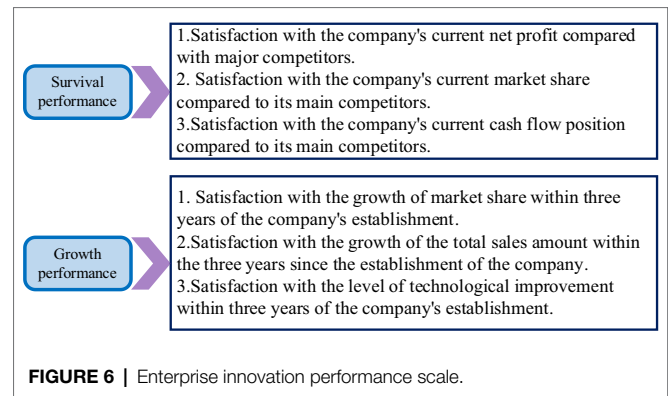 Survival
performance
1.Satisfaction with the company's current net profit compared
with major competitors.
2. Satisfaction with the company's current market share
compared to its main competitors.
3.Satisfaction with the company's current cash flow position
compared to its main competitors.
Growth
performance
1. Satisfaction with the growth of market share within three
years of the company's establishment.
2.Satisfaction with the growth of the total sales amount within
the three years since the establishment of the company.
3.Satisfaction with the level of technological improvement
within three years of the company's establishment.
FIGURE 6 | Enterprise innovation performance scale.